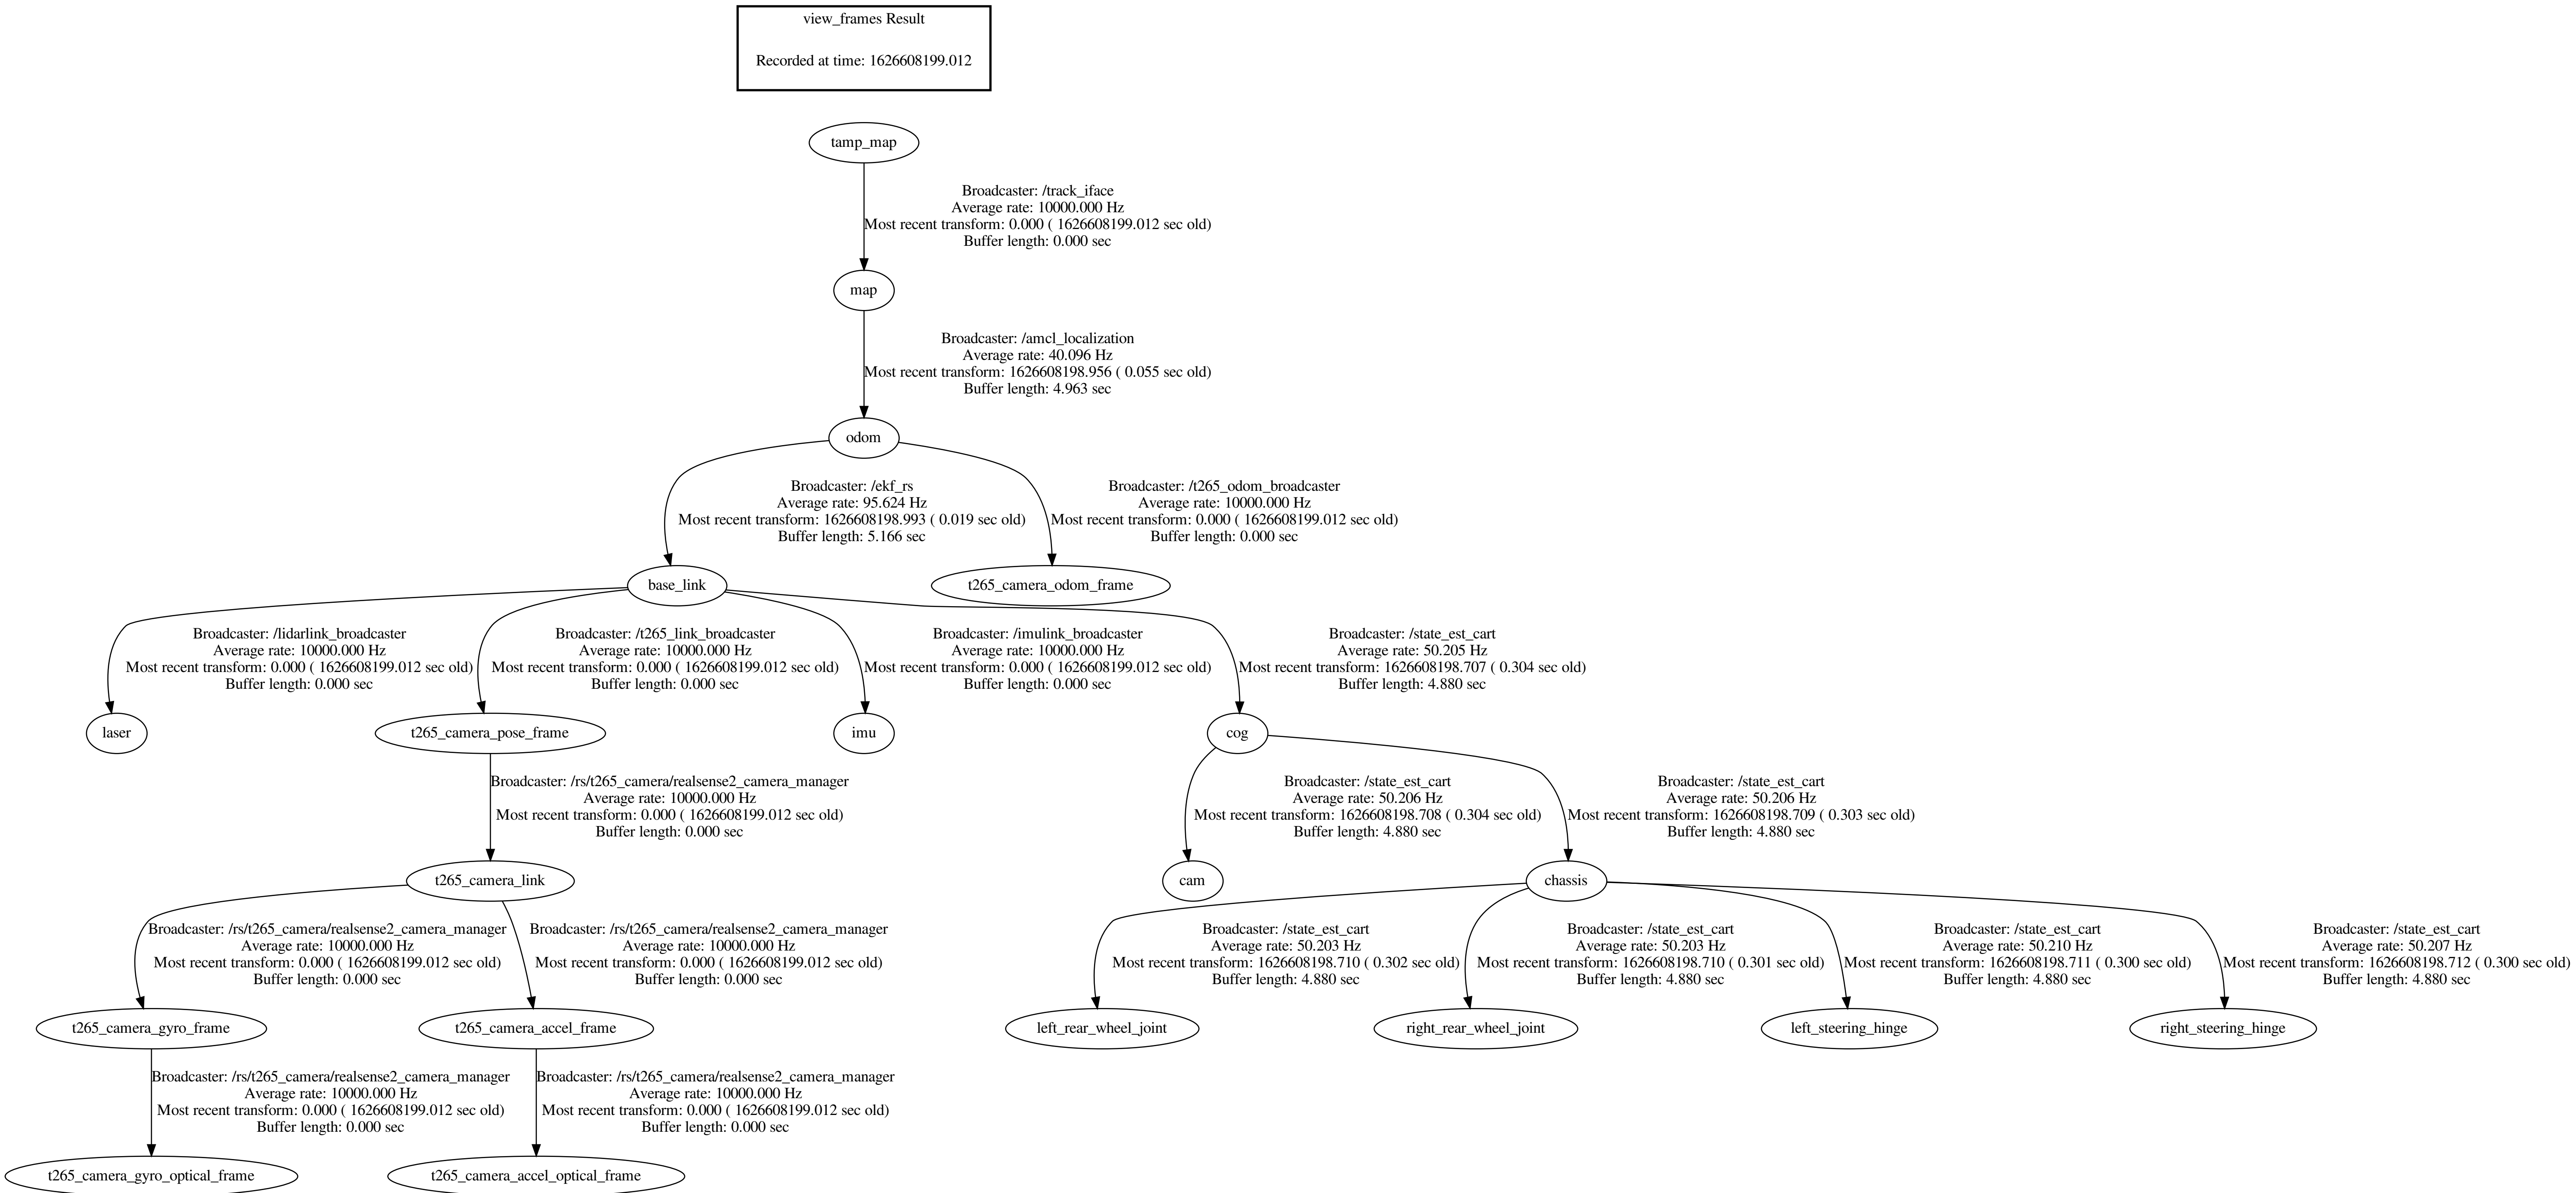 view_frames Result
Recorded at time: 1626608199.012
tamp_map
Broadcaster: /track_iface
Average rate: 10000.000 Hz
Most recent transform: 0.000 ( 1626608199.012 sec old)
Buffer length: 0.000 sec
map
Broadcaster: /amcl_localization
Average rate: 40.096 Hz
Most recent transform: 1626608198.956 ( 0.055 sec old)
Buffer length: 4.963 sec
odom
Broadcaster: /ekf_rs
Average rate: 95.624 Hz
Most recent transform: 1626608198.993 ( 0.019 sec old)
Buffer length: 5.166 sec
Broadcaster: /t265_odom_broadcaster
Average rate: 10000.000 Hz
Most recent transform: 0.000 ( 1626608199.012 sec old)
Buffer length: 0.000 sec
base_link
t265_camera_odom_frame
Broadcaster: /lidarlink_broadcaster
Average rate: 10000.000 Hz
Most recent transform: 0.000 ( 1626608199.012 sec old)
Buffer length: 0.000 sec
Broadcaster: /t265_link_broadcaster
Average rate: 10000.000 Hz
Most recent transform: 0.000 ( 1626608199.012 sec old)
Buffer length: 0.000 sec
Broadcaster: /imulink_broadcaster
Average rate: 10000.000 Hz
Most recent transform: 0.000 ( 1626608199.012 sec old)
Buffer length: 0.000 sec
Broadcaster: /state_est_cart
Average rate: 50.205 Hz
Most recent transform: 1626608198.707 ( 0.304 sec old)
Buffer length: 4.880 sec
laser
t265_camera_pose_frame
imu
cog
Broadcaster: /rs/t265_camera/realsense2_camera_manager
Average rate: 10000.000 Hz
Most recent transform: 0.000 ( 1626608199.012 sec old)
Buffer length: 0.000 sec
Broadcaster: /state_est_cart
Average rate: 50.206 Hz
Most recent transform: 1626608198.708 ( 0.304 sec old)
Buffer length: 4.880 sec
Broadcaster: /state_est_cart
Average rate: 50.206 Hz
Most recent transform: 1626608198.709 ( 0.303 sec old)
Buffer length: 4.880 sec
t265_camera_link
cam
chassis
Broadcaster: /rs/t265_camera/realsense2_camera_manager
Average rate: 10000.000 Hz
Most recent transform: 0.000 ( 1626608199.012 sec old)
Buffer length: 0.000 sec
Broadcaster: /rs/t265_camera/realsense2_camera_manager
Average rate: 10000.000 Hz
Most recent transform: 0.000 ( 1626608199.012 sec old)
Buffer length: 0.000 sec
Broadcaster: /state_est_cart
Average rate: 50.203 Hz
Most recent transform: 1626608198.710 ( 0.302 sec old)
Buffer length: 4.880 sec
Broadcaster: /state_est_cart
Average rate: 50.203 Hz
Most recent transform: 1626608198.710 ( 0.301 sec old)
Buffer length: 4.880 sec
Broadcaster: /state_est_cart
Average rate: 50.210 Hz
Most recent transform: 1626608198.711 ( 0.300 sec old)
Buffer length: 4.880 sec
Broadcaster: /state_est_cart
Average rate: 50.207 Hz
Most recent transform: 1626608198.712 ( 0.300 sec old)
Buffer length: 4.880 sec
t265_camera_gyro_frame
t265_camera_accel_frame
left_rear_wheel_joint
right_rear_wheel_joint
left_steering_hinge
right_steering_hinge
Broadcaster: /rs/t265_camera/realsense2_camera_manager
Average rate: 10000.000 Hz
Most recent transform: 0.000 ( 1626608199.012 sec old)
Buffer length: 0.000 sec
Broadcaster: /rs/t265_camera/realsense2_camera_manager
Average rate: 10000.000 Hz
Most recent transform: 0.000 ( 1626608199.012 sec old)
Buffer length: 0.000 sec
t265_camera_gyro_optical_frame
t265_camera_accel_optical_frame